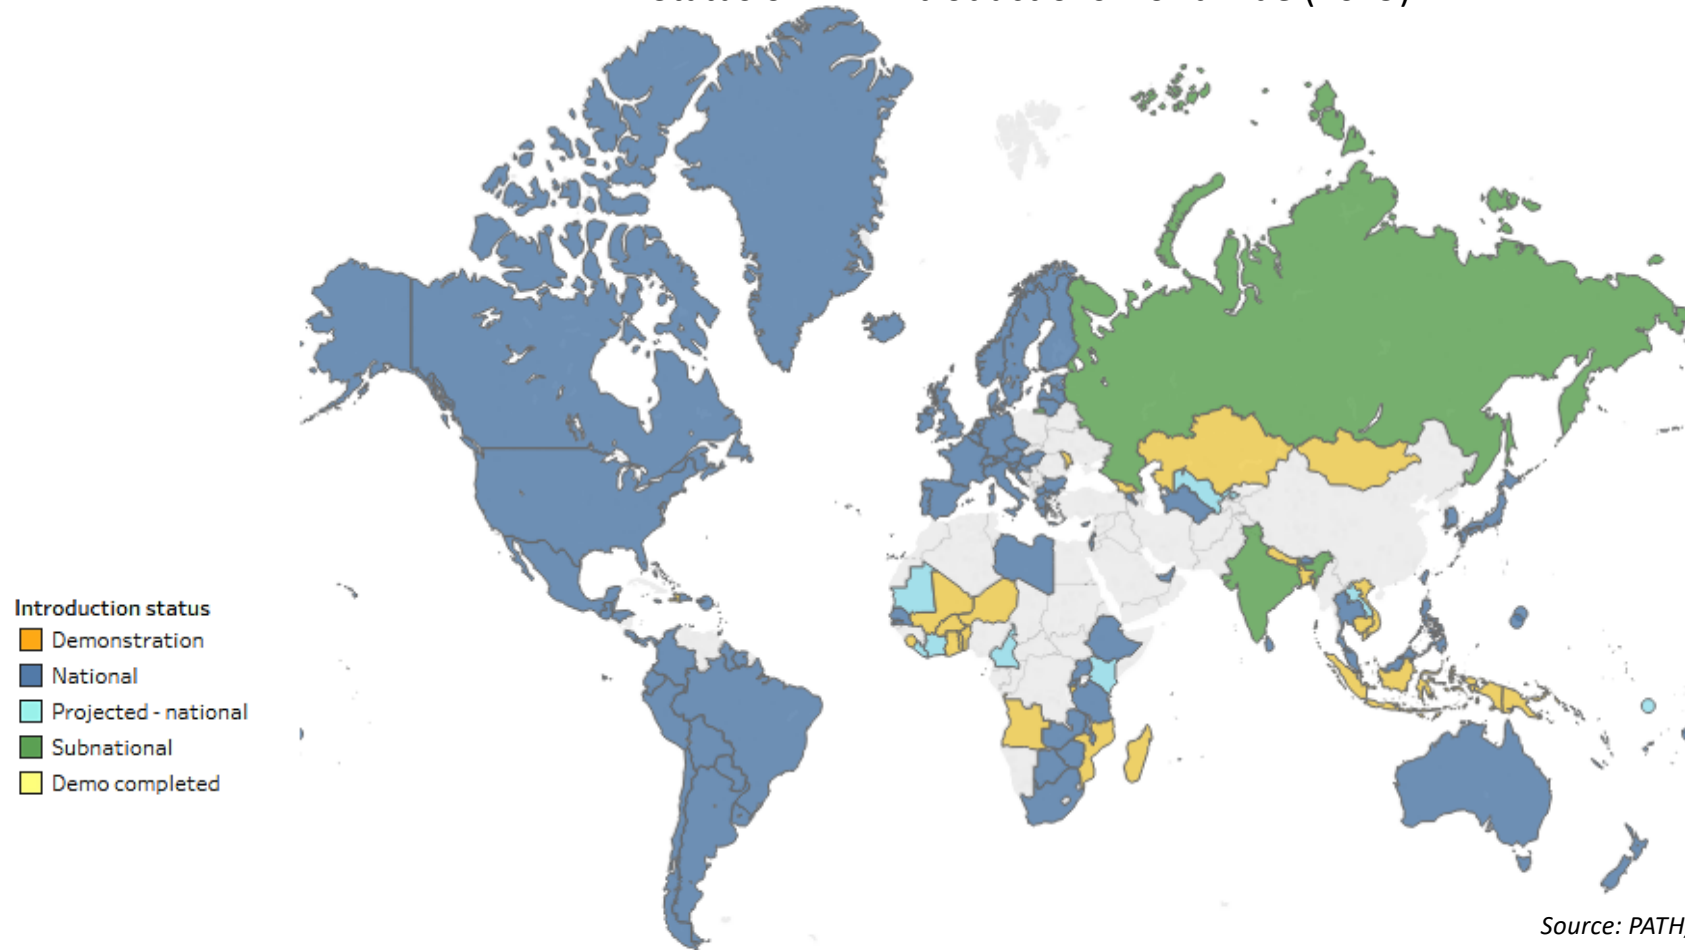 Introduction status
Demonstration
National
Projected - national
Subnational
Demo completed
Source: PATH,